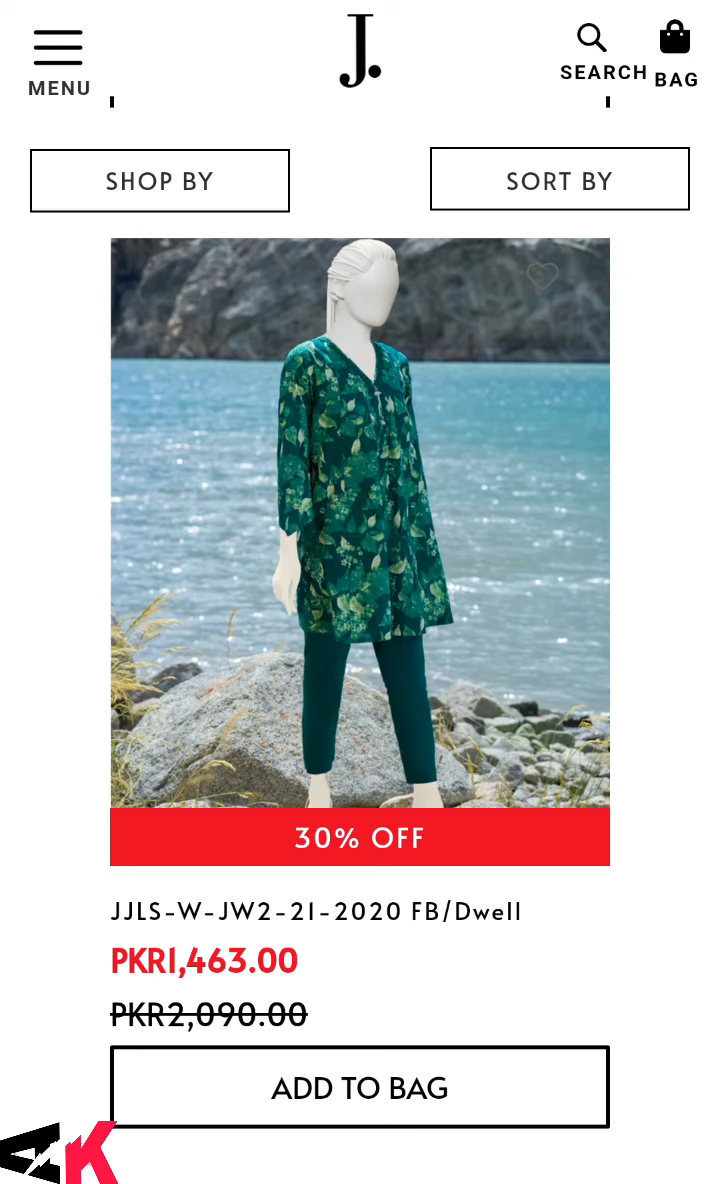 MENU
J.
SEARCH
BAG
SHOP BY
SORT BY
30% OFF
JJLS-W-JW2-21-2020 FB/Dwell
PKR1,463.00
PKR2,090.00
ADD TO BAG
AK